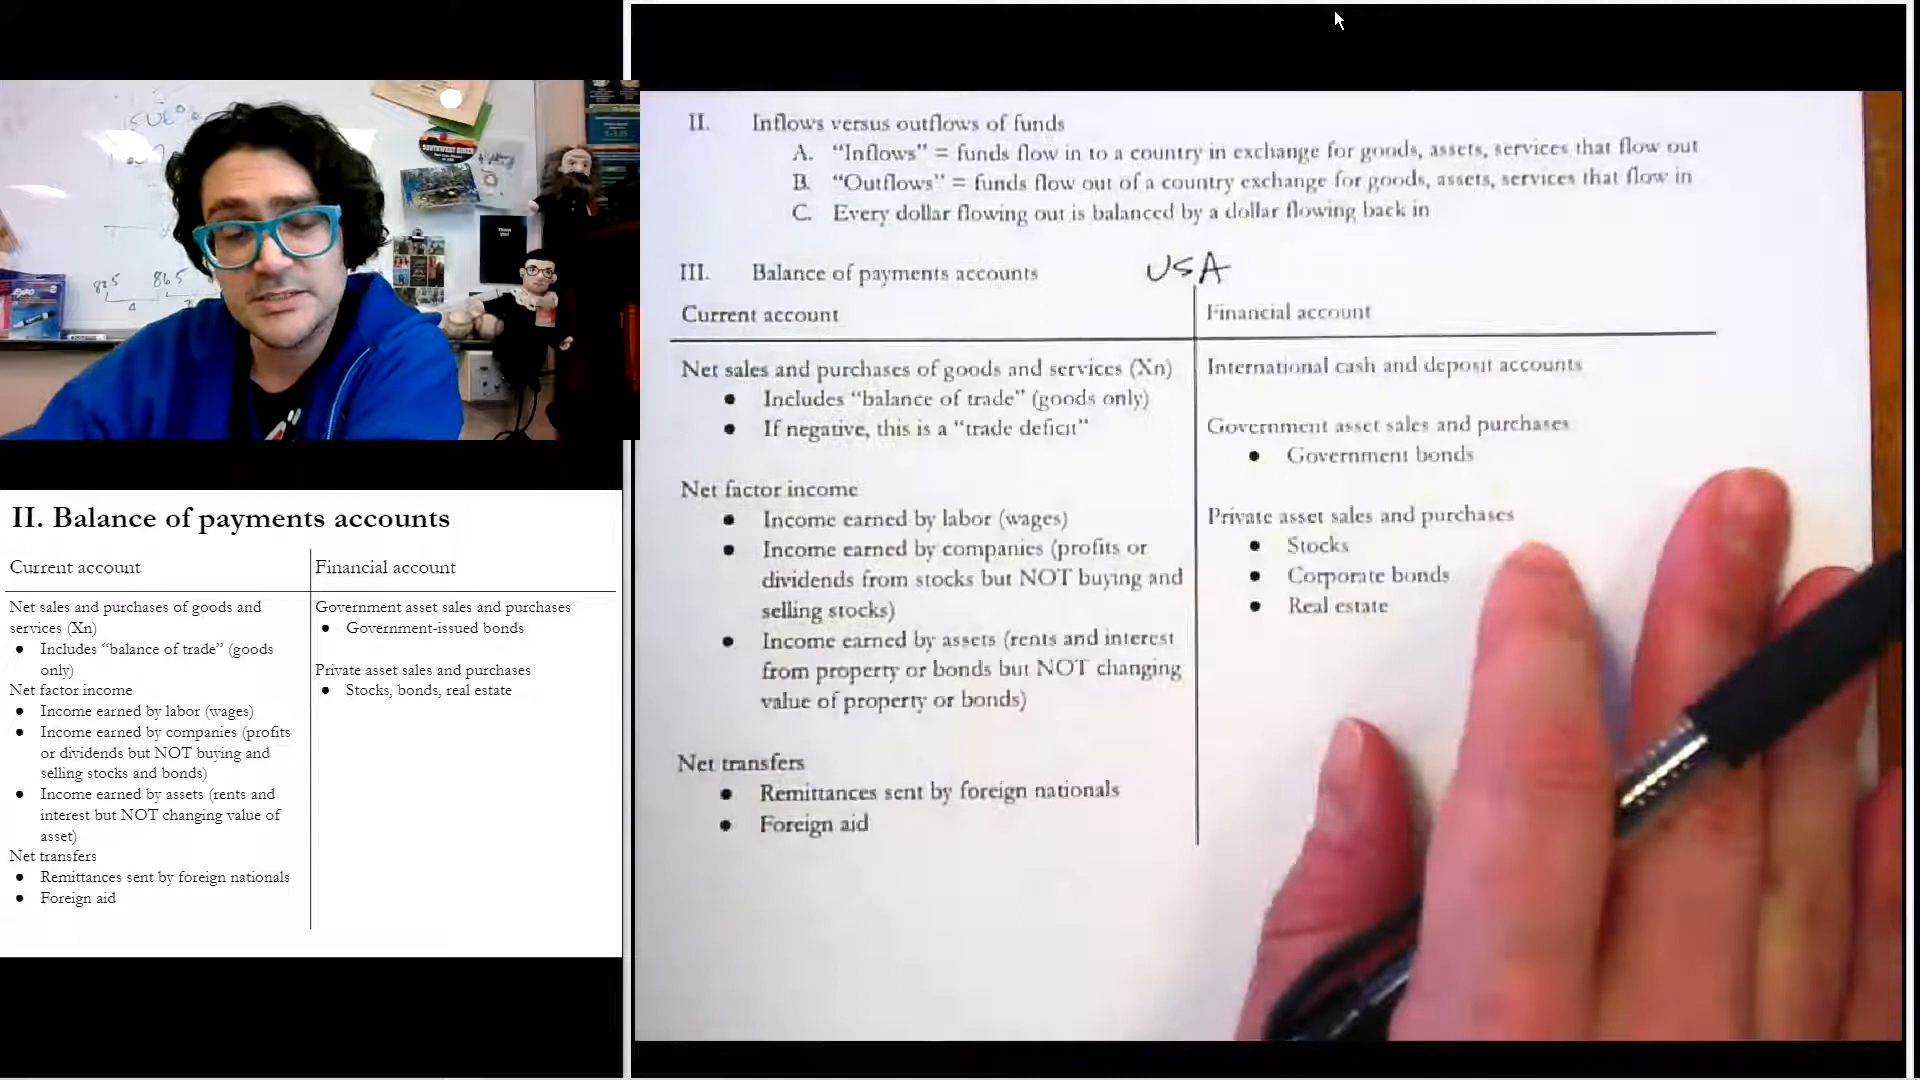 15 U6%
SOUTHWEST DINER
Thank you!
EXPO
82.5
86.5
II. Inflows versus outflows of funds
A. “Inflows” = funds flow in to a country in exchange for goods, assets, services that flow out
B. “Outflows” = funds flow out of a country exchange for goods, assets, services that flow in
C. Every dollar flowing out is balanced by a dollar flowing back in
III. Balance of payments accounts
USA
Current account
Financial account
Net sales and purchases of goods and services (Xn)
● Includes “balance of trade” (goods only)
● If negative, this is a “trade deficit”
Net factor income
● Income earned by labor (wages)
● Income earned by companies (profits or
dividends from stocks but NOT buying and
selling stocks)
● Income earned by assets (rents and interest
from property or bonds but NOT changing
value of property or bonds)
Net transfers
● Remittances sent by foreign nationals
● Foreign aid
International cash and deposit accounts
Government asset sales and purchases
● Government bonds
Private asset sales and purchases
● Stocks
● Corporate bonds
● Real estate
II. Balance of payments accounts
Current account
Financial account
Net sales and purchases of goods and
services (Xn)
● Includes “balance of trade” (goods
only)
Net factor income
● Income earned by labor (wages)
● Income earned by companies (profits
or dividends but NOT buying and
selling stocks and bonds)
● Income earned by assets (rents and
interest but NOT changing value of
asset)
Net transfers
● Remittances sent by foreign nationals
● Foreign aid
Government asset sales and purchases
● Government-issued bonds
Private asset sales and purchases
● Stocks, bonds, real estate